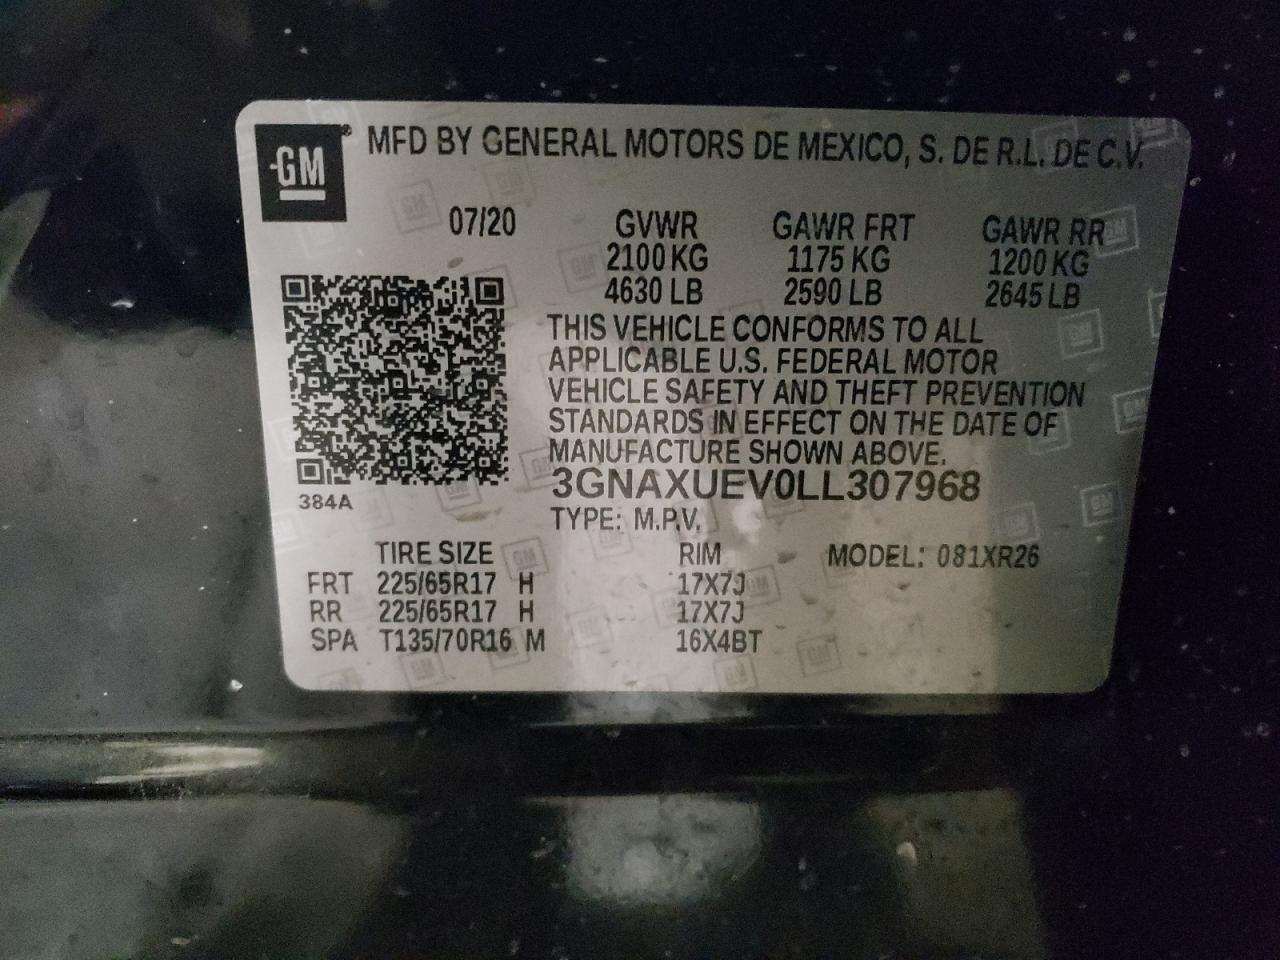 GM® MFD BY GENERAL MOTORS DE MEXICO, S. DE R.L. DE C.V.
07/20 GVWR GAWR FRT GAWR RR
2100 KG 1175 KG 1200 KG
4630 LB 2590 LB 2645 LB
THIS VEHICLE CONFORMS TO ALL
APPLICABLE U.S. FEDERAL MOTOR
VEHICLE SAFETY AND THEFT PREVENTION
STANDARDS IN EFFECT ON THE DATE OF
MANUFACTURE SHOWN ABOVE.
3GNAXUEV0LL307968
384A
TYPE: M.P.V.
TIRE SIZE RIM MODEL: 081XR26
FRT 225/65R17 H 17X7J
RR 225/65R17 H 17X7J
SPA T135/70R16 M 16X4BT